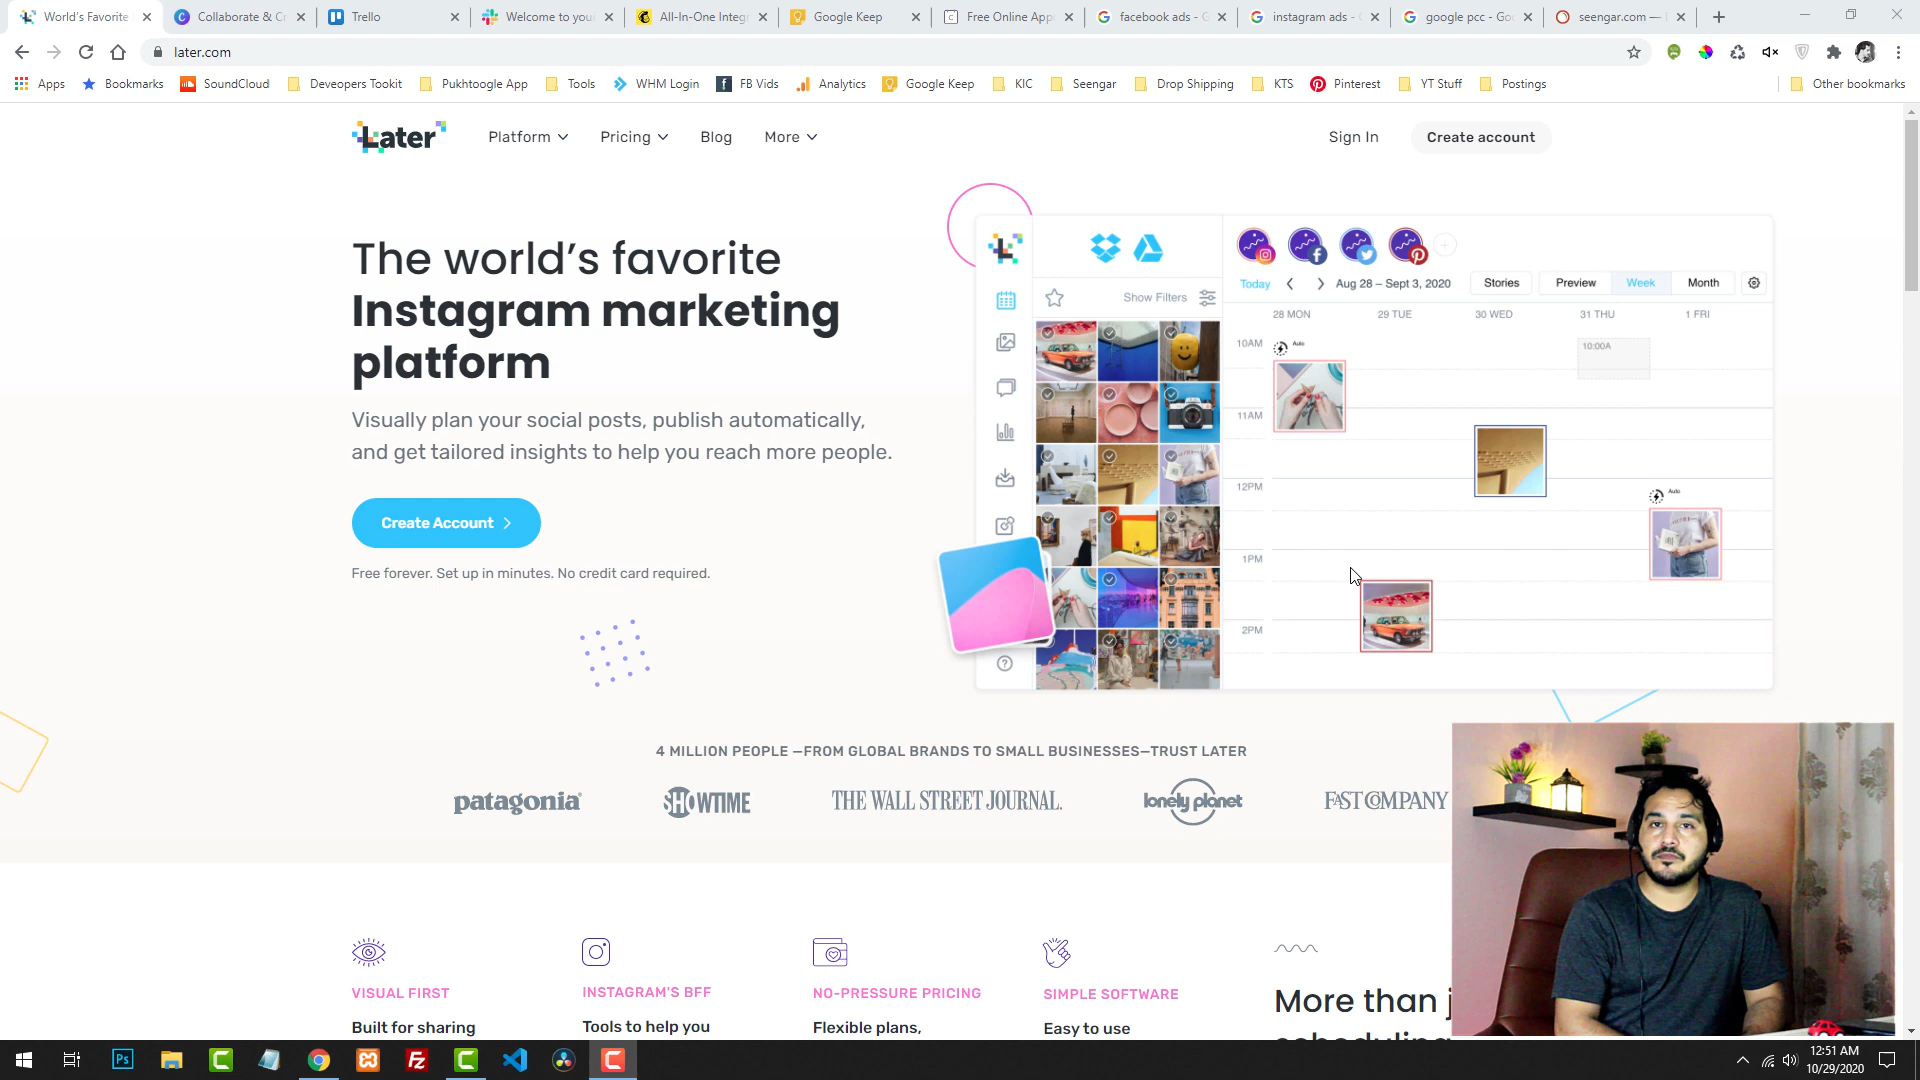 World's Favorite
Collaborate & Cr
Trello
Welcome to you
All-In-One Integr
Google Keep
Free Online App
facebook ads - G
instagram ads -
google pcc - Goo
seengar.com —
later.com
Apps
Bookmarks
SoundCloud
Deveopers Tookit
Pukhtoogle App
Tools
WHM Login
FB Vids
Analytics
Google Keep
KIC
Seengar
Drop Shipping
KTS
Pinterest
YT Stuff
Postings
Other bookmarks
Later
Platform
Pricing
Blog
More
Sign In
Create account
The world's favorite
Instagram marketing
platform
Visually plan your social posts, publish automatically,
and get tailored insights to help you reach more people.
Create Account
Free forever. Set up in minutes. No credit card required.
Show Filters
Today
Aug 28 – Sept 3, 2020
Stories
Preview
Week
Month
28 MON
29 TUE
30 WED
31 THU
1 FRI
10AM
Auto
10:00A
11AM
12PM
Auto
1PM
2PM
4 MILLION PEOPLE —FROM GLOBAL BRANDS TO SMALL BUSINESSES—TRUST LATER
patagonia
SHOWTIME
THE WALL STREET JOURNAL.
lonely planet
FAST COMPANY
VISUAL FIRST
Built for sharing
INSTAGRAM'S BFF
Tools to help you
NO-PRESSURE PRICING
Flexible plans,
SIMPLE SOFTWARE
Easy to use
More than j
scheduling
Ps
12:51 AM
10/29/2020